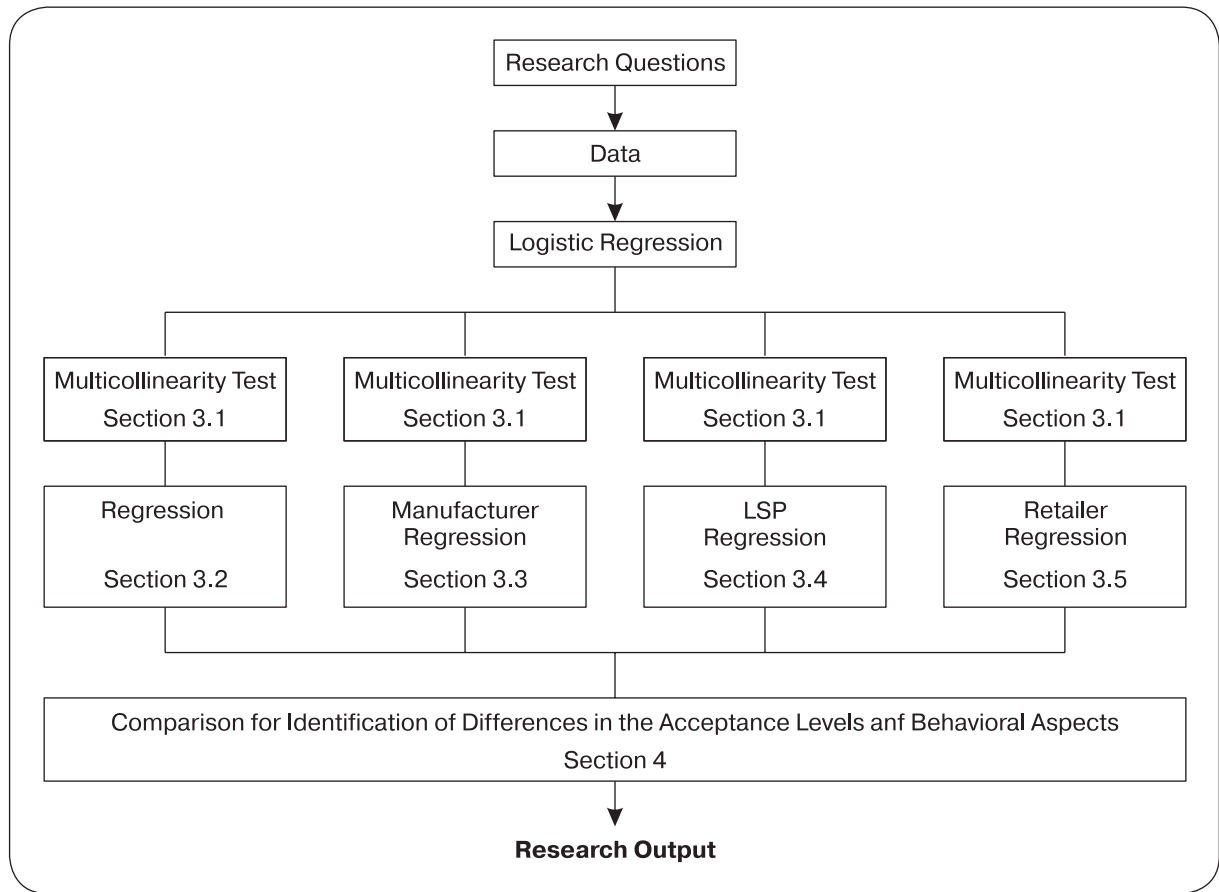 Research Questions
Data
Logistic Regression
Multicollinearity Test
Section 3.1
Multicollinearity Test
Section 3.1
Multicollinearity Test
Section 3.1
Multicollinearity Test
Section 3.1
Regression
Section 3.2
Manufacturer
Regression
Section 3.3
LSP
Regression
Section 3.4
Retailer
Regression
Section 3.5
Comparison for Identification of Differences in the Acceptance Levels anf Behavioral Aspects
Section 4
Research Output